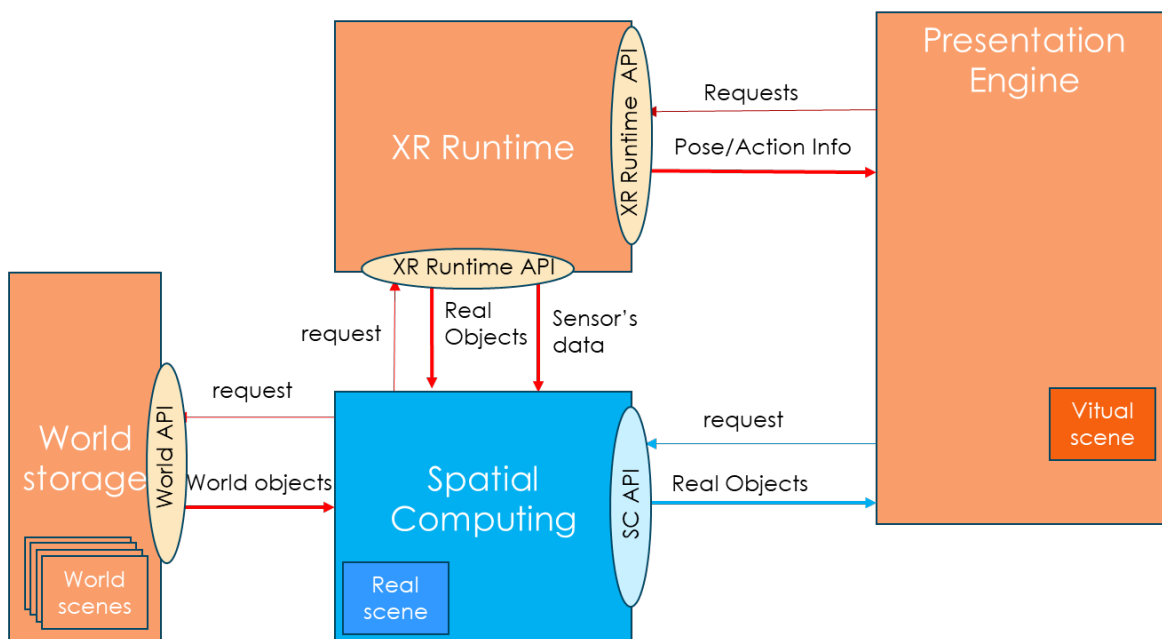 Presentation
Engine
XR Runtime
XR Runtime API
Requests
Pose/Action Info
XR Runtime API
request
Real
Objects
Sensor's
data
request
World
storage
World API
World objects
World
scenes
Spatial
Computing
Real
scene
SC API
request
Real Objects
Vitual
scene